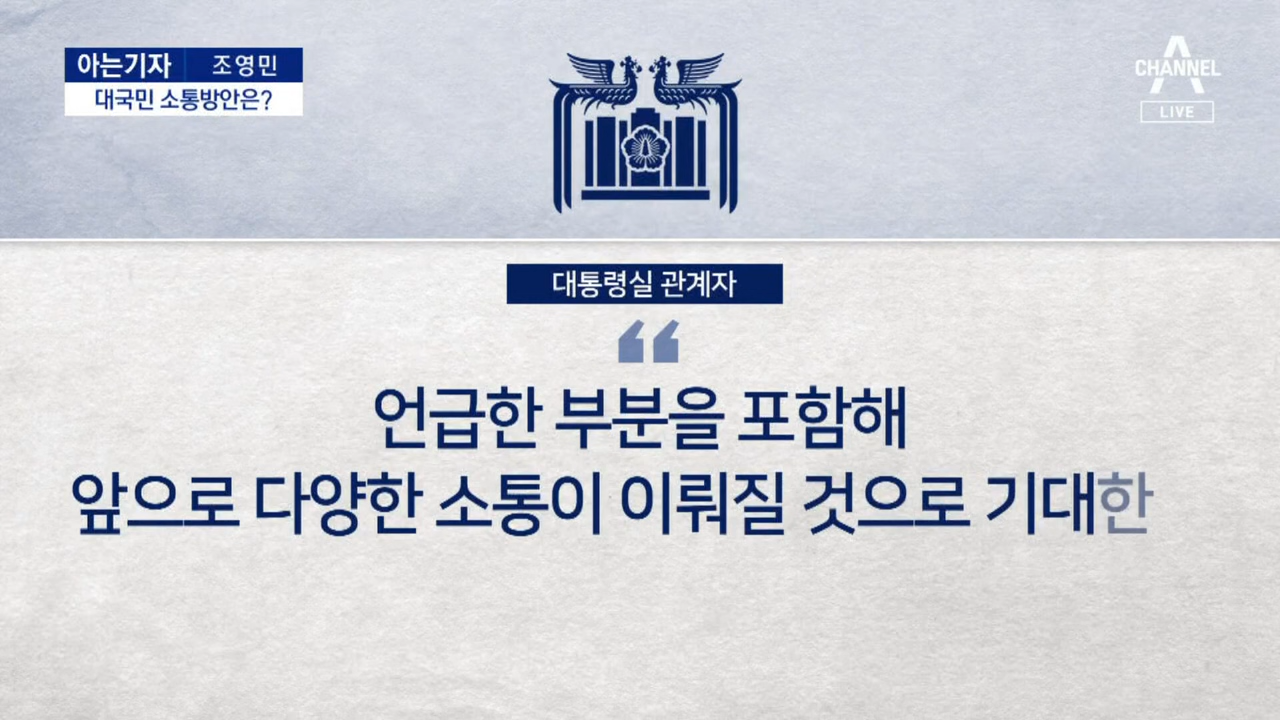 아는기자 조영민
대국민 소통방안은?
CHANNEL A
LIVE
대통령실 관계자
“
언급한 부분을 포함해
앞으로 다양한 소통이 이뤄질 것으로 기대한